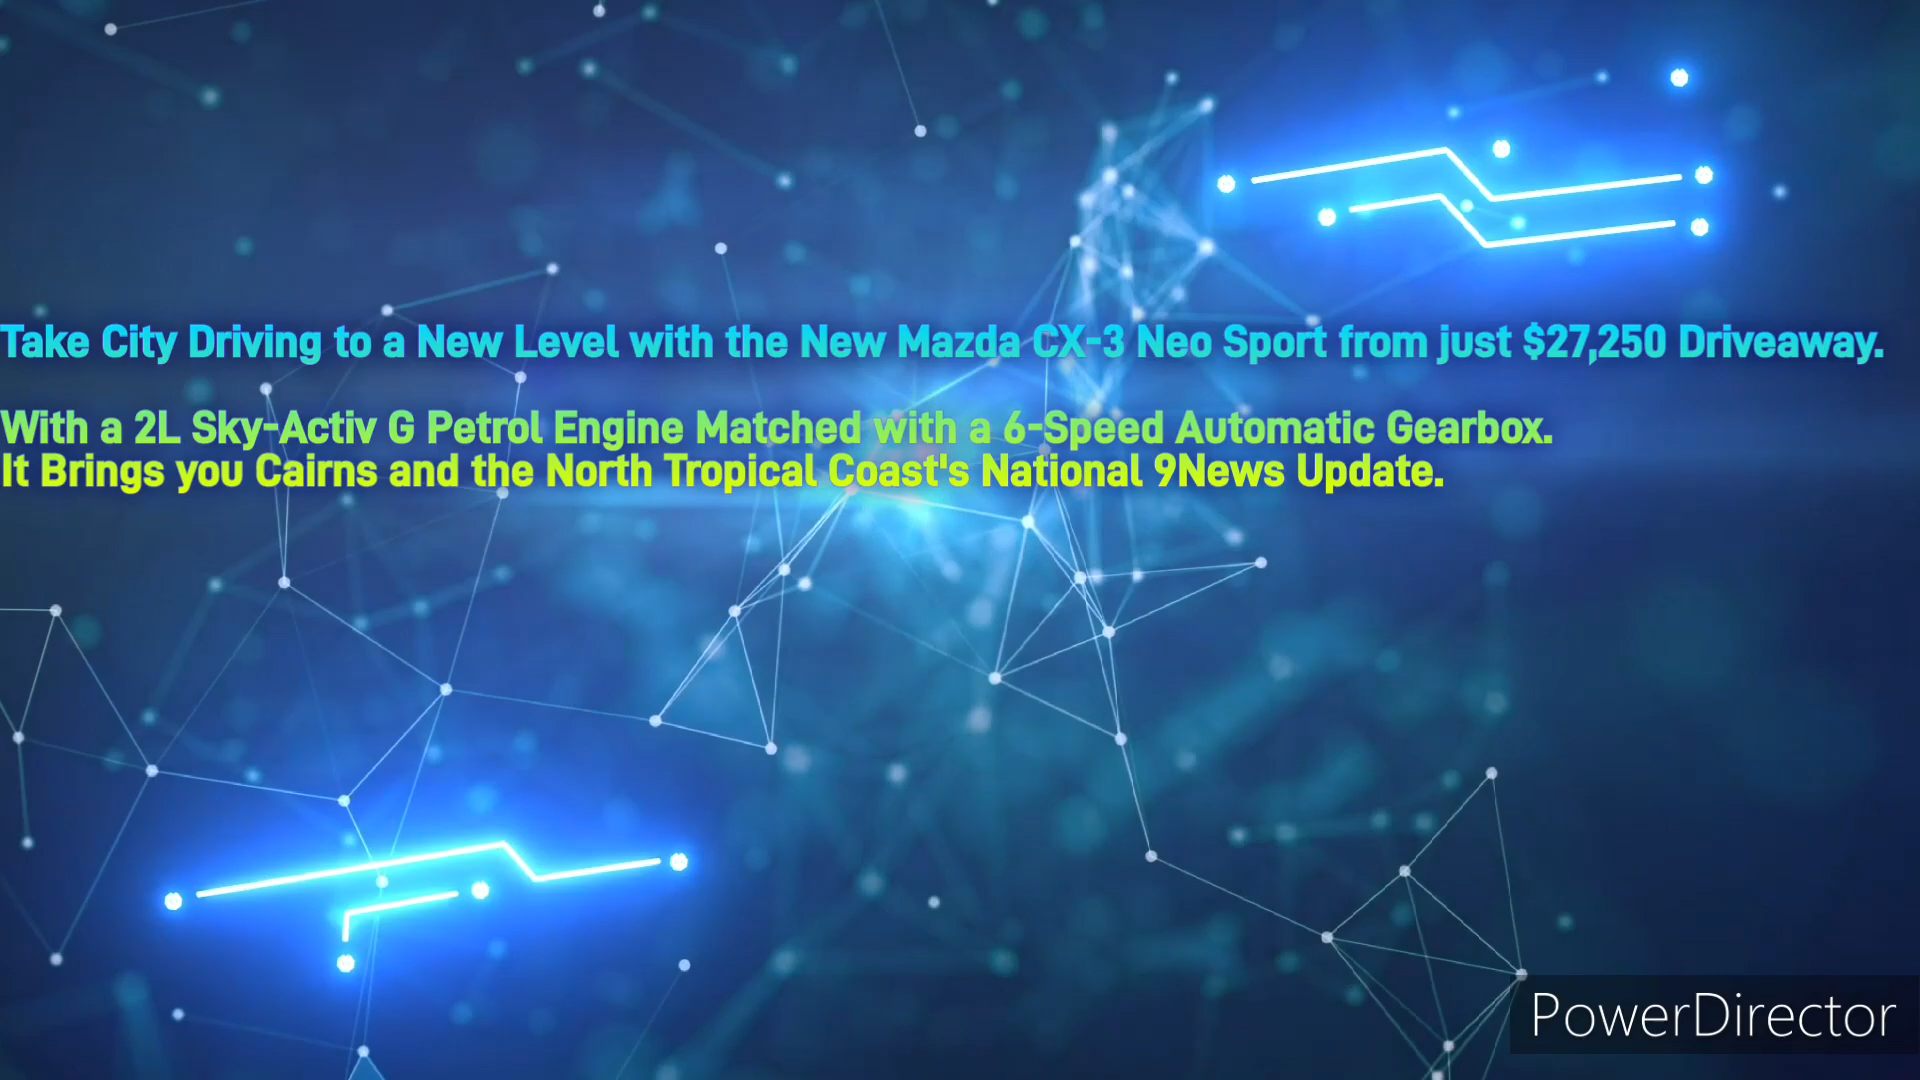 Take City Driving to a New Level with the New Mazda CX-3 Neo Sport from just $27,250 Driveaway.
With a 2L Sky-Activ G Petrol Engine Matched with a 6-Speed Automatic Gearbox.
It Brings you Cairns and the North Tropical Coast's National 9News Update.
PowerDirector